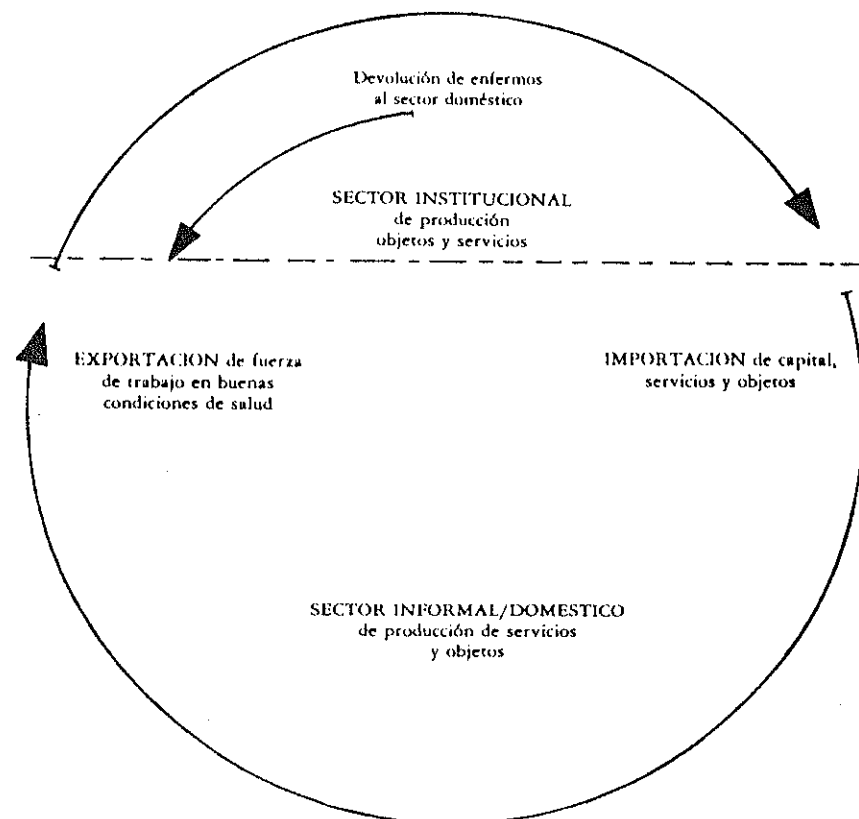 Devolución de enfermos
al sector doméstico
SECTOR INSTITUCIONAL
de producción
objetos y servicios
EXPORTACION de fuerza
de trabajo en buenas
condiciones de salud
IMPORTACION de capital,
servicios y objetos
SECTOR INFORMAL/DOMESTICO
de producción de servicios
y objetos